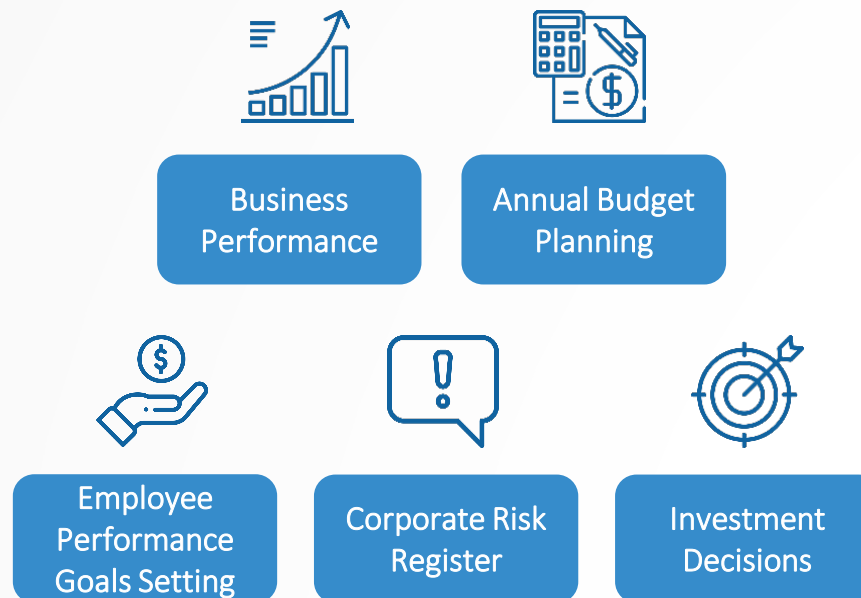 Business
Performance
Annual Budget
Planning
Employee
Performance
Goals Setting
Corporate Risk
Register
Investment
Decisions